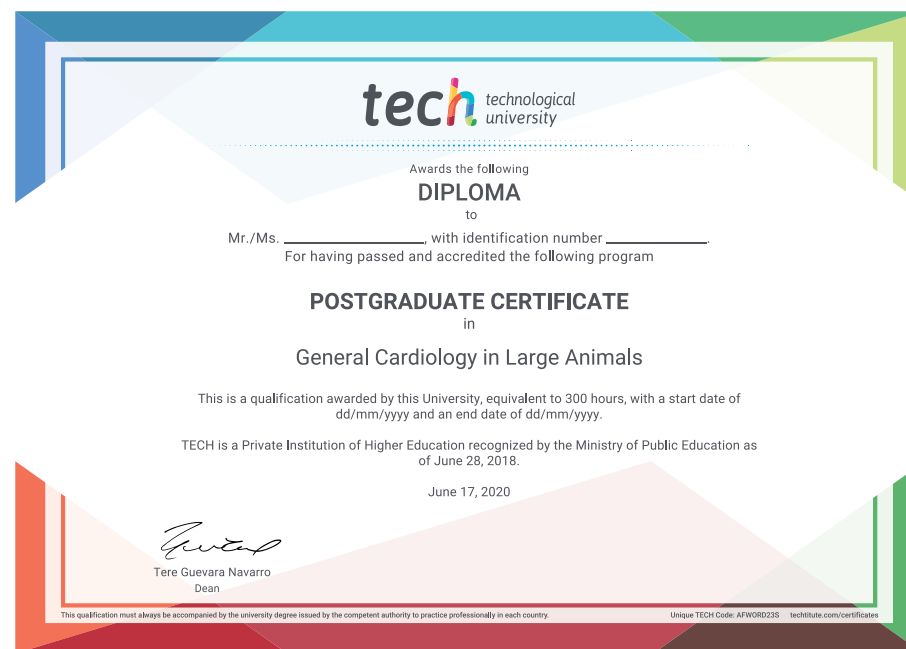 tech technological
university
Awards the following
DIPLOMA
to
Mr./Ms. ____________, with identification number ____________.
For having passed and accredited the following program
POSTGRADUATE CERTIFICATE
in
General Cardiology in Large Animals
This is a qualification awarded by this University, equivalent to 300 hours, with a start date of
dd/mm/yyyy and an end date of dd/mm/yyyy.
TECH is a Private Institution of Higher Education recognized by the Ministry of Public Education as
of June 28, 2018.
June 17, 2020
Tere Guevara Navarro
Dean
This qualification must always be accompanied by the university degree issued by the competent authority to practice professionally in each country.
Unique TECH Code: AFWORD23S techtitute.com/certificates